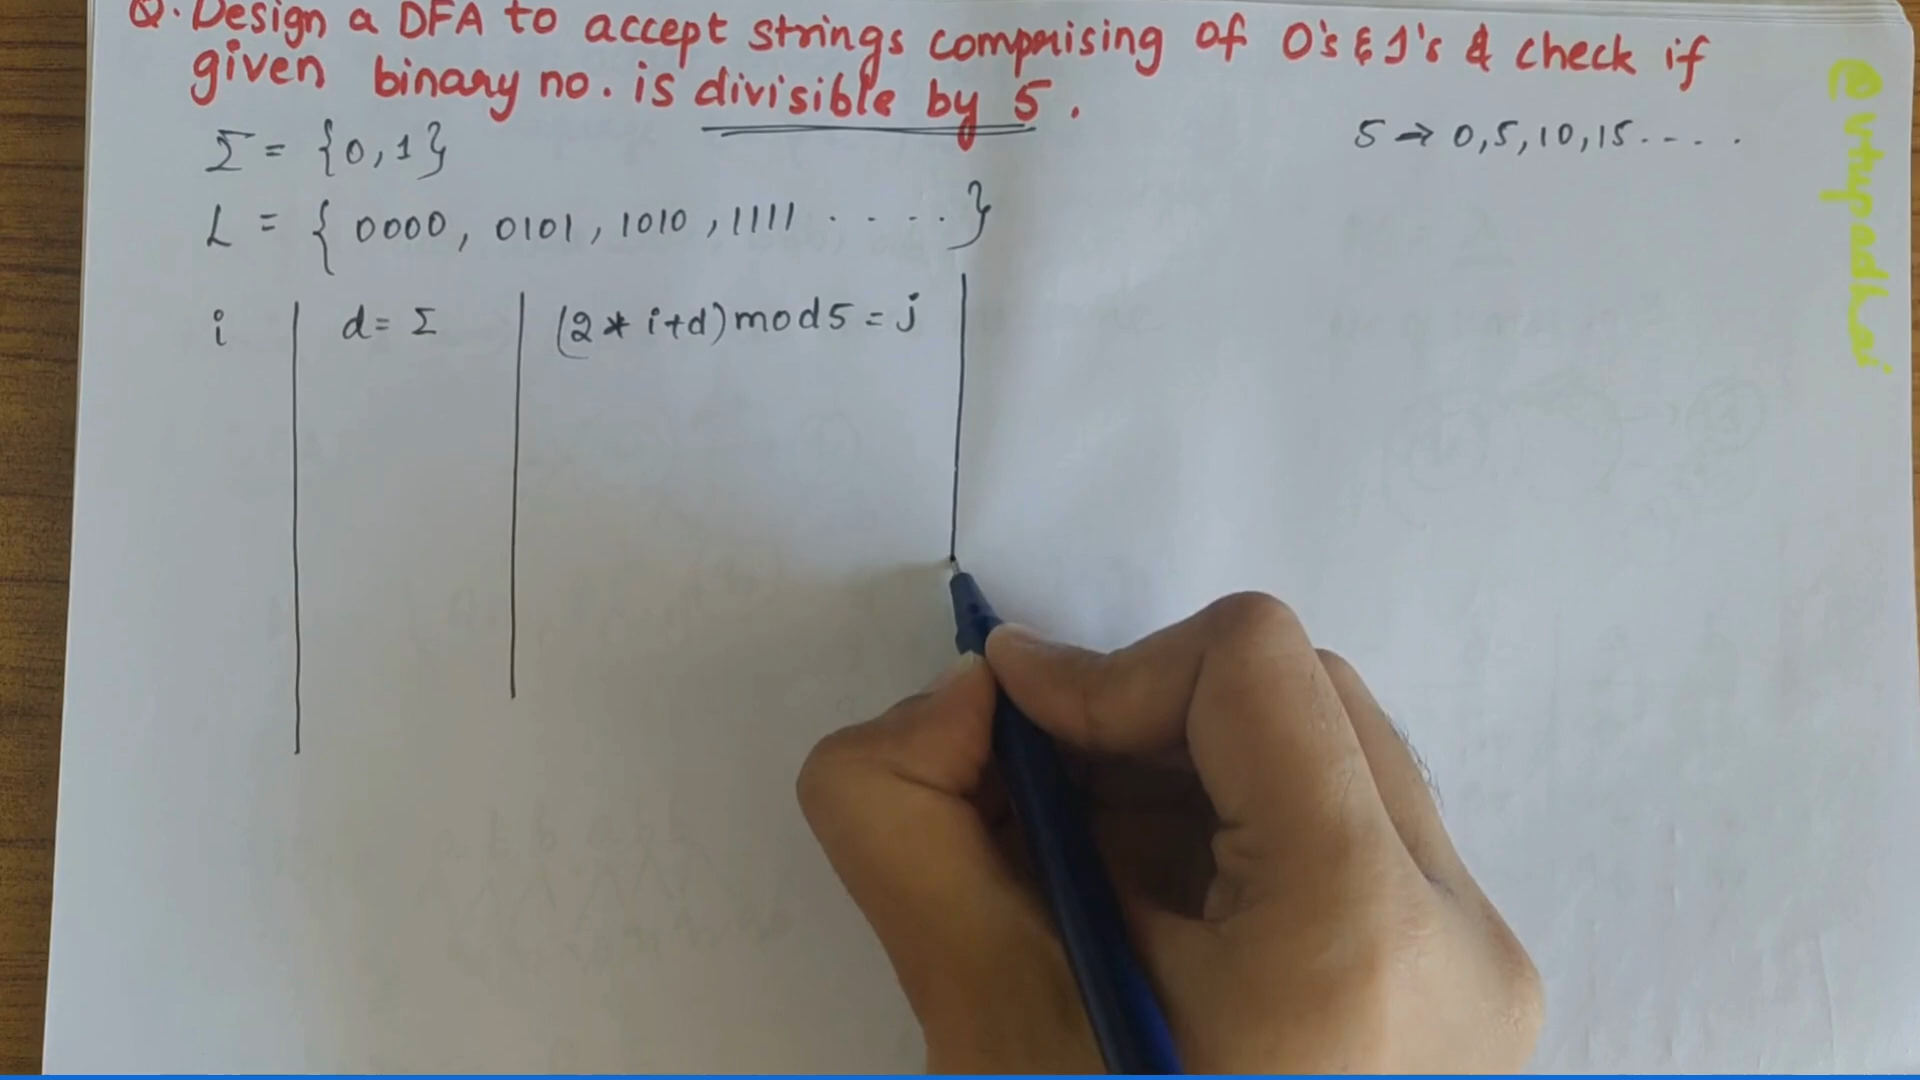 Q. Design a DFA to accept strings comprising of 0's & 1's & check if
given binary no. is divisible by 5.
Σ = {0,1}
5 → 0,5,10,15.... .
L = { 0000, 0101, 1010, 1111 .... }
i | d= Σ | (2 * i+d) mod 5 = j |
@vtupadhai